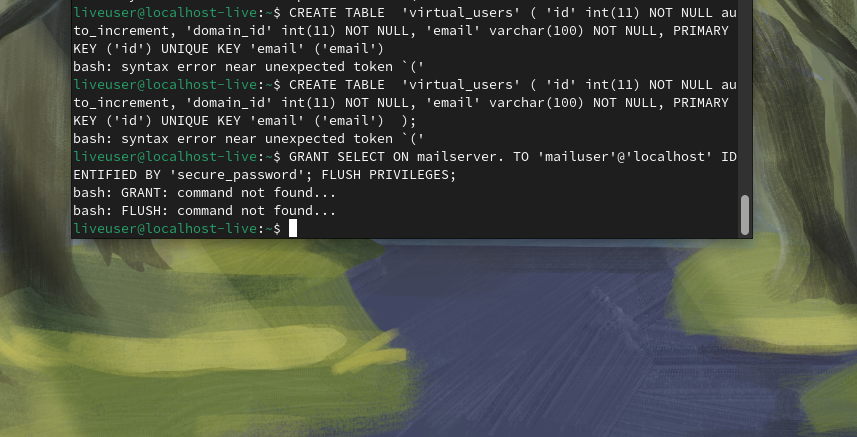 liveuser@localhost-live:~$ CREATE TABLE  'virtual_users' ( 'id' int(11) NOT NULL au
to_increment, 'domain_id' int(11) NOT NULL, 'email' varchar(100) NOT NULL, PRIMARY
KEY ('id') UNIQUE KEY 'email' ('email')
bash: syntax error near unexpected token `('
liveuser@localhost-live:~$ CREATE TABLE  'virtual_users' ( 'id' int(11) NOT NULL au
to_increment, 'domain_id' int(11) NOT NULL, 'email' varchar(100) NOT NULL, PRIMARY
KEY ('id') UNIQUE KEY 'email' ('email')  );
bash: syntax error near unexpected token `('
liveuser@localhost-live:~$ GRANT SELECT ON mailserver. TO 'mailuser'@'localhost' ID
ENTIFIED BY 'secure_password'; FLUSH PRIVILEGES;
bash: GRANT: command not found...
bash: FLUSH: command not found...
liveuser@localhost-live:~$